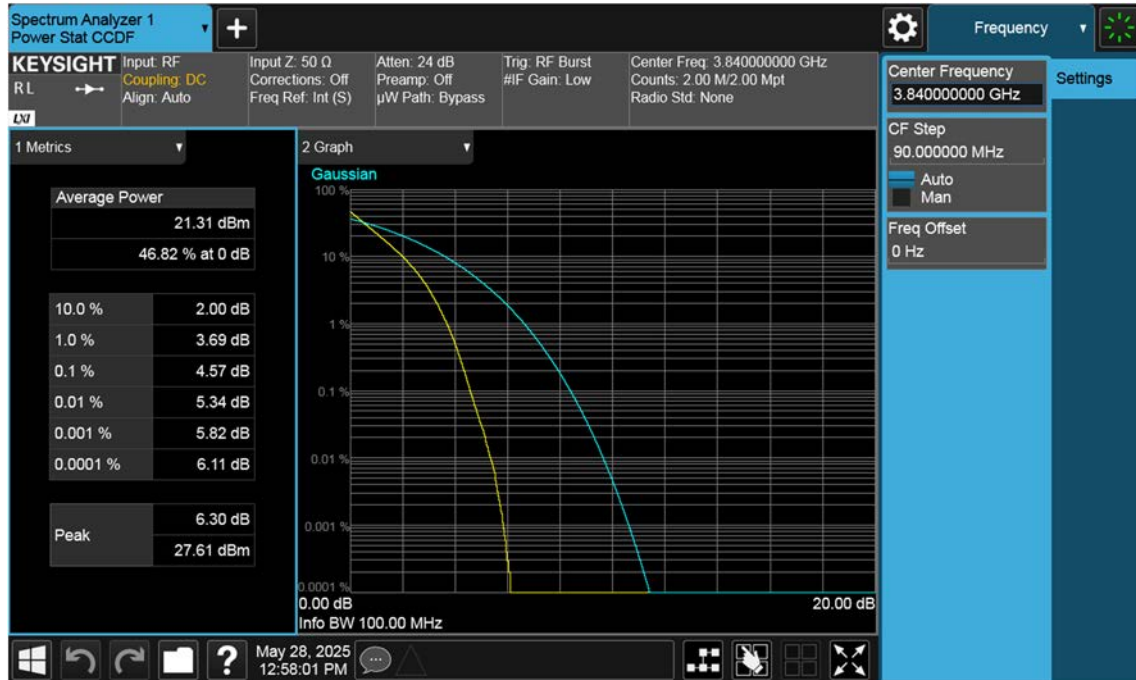 Spectrum Analyzer 1
Power Stat CCDF
+
Frequency
KEYSIGHT
R L
LXI
Input: RF
Coupling: DC
Align: Auto
Input Z: 50 Ω
Corrections: Off
Freq Ref: Int (S)
Atten: 24 dB
Preamp: Off
µW Path: Bypass
Trig: RF Burst
#IF Gain: Low
Center Freq: 3.840000000 GHz
Counts: 2.00 M/2.00 Mpt
Radio Std: None
Center Frequency
3.840000000 GHz
Settings
CF Step
90.000000 MHz
Auto
Man
Freq Offset
0 Hz
1 Metrics
Average Power
21.31 dBm
46.82 % at 0 dB
10.0 % 2.00 dB
1.0 % 3.69 dB
0.1 % 4.57 dB
0.01 % 5.34 dB
0.001 % 5.82 dB
0.0001 % 6.11 dB
Peak
6.30 dB
27.61 dBm
2 Graph
Gaussian
100 %
10 %
1 %
0.1 %
0.01 %
0.001 %
0.0001 %
0.00 dB 20.00 dB
Info BW 100.00 MHz
?
May 28, 2025
12:58:01 PM